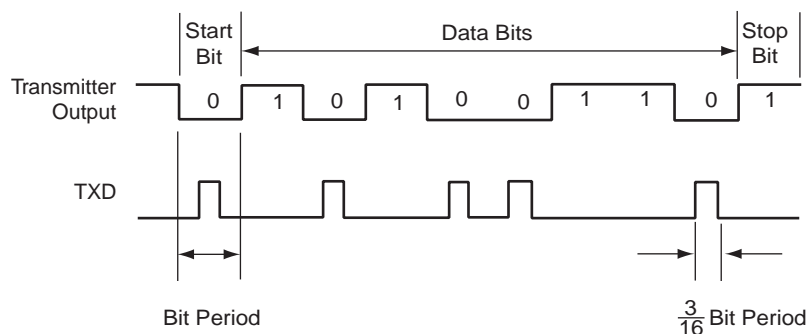 Start
Bit
Data Bits
Stop
Bit
Transmitter
Output
0 1 0 1 0 0 1 1 0 1
TXD
Bit Period
3
16
Bit Period